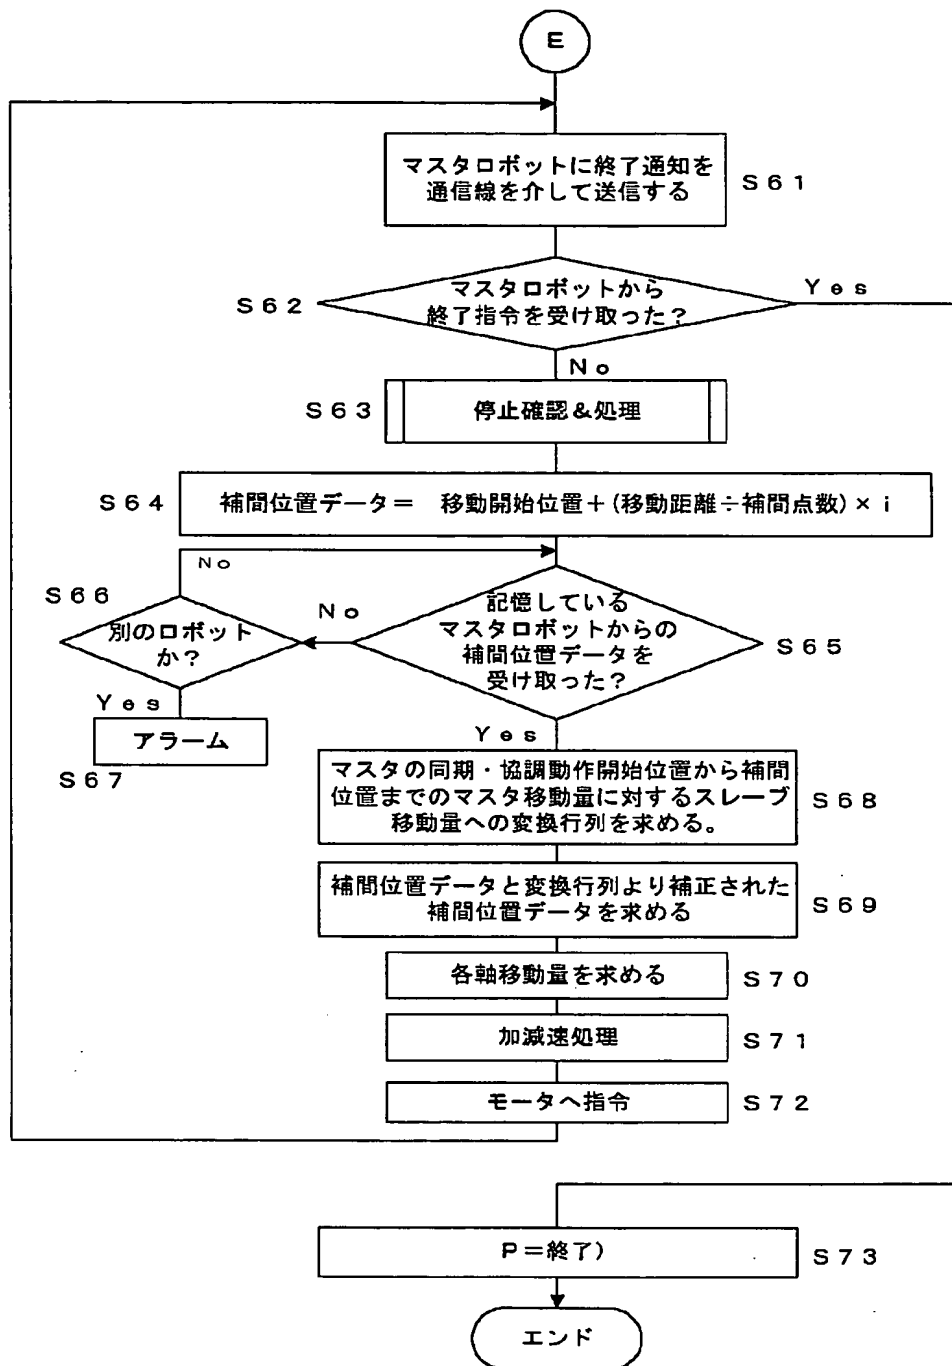 E
マスタロボットに終了通知を
通信線を介して送信する
S61
マスタロボットから
終了指令を受け取った？
S62
Yes
No
停止確認＆処理
S63
S64
補間位置データ＝　移動開始位置＋(移動距離÷補間点数)×i
No
S66
別のロボット
か？
No
記憶している
マスタロボットからの
補間位置データを
受け取った？
S65
Yes
アラーム
S67
Yes
マスタの同期・協調動作開始位置から補間
位置までのマスタ移動量に対するスレーブ
移動量への変換行列を求める。
S68
補間位置データと変換行列より補正された
補間位置データを求める
S69
各軸移動量を求める
S70
加減速処理
S71
モータへ指令
S72
P＝終了)
S73
エンド